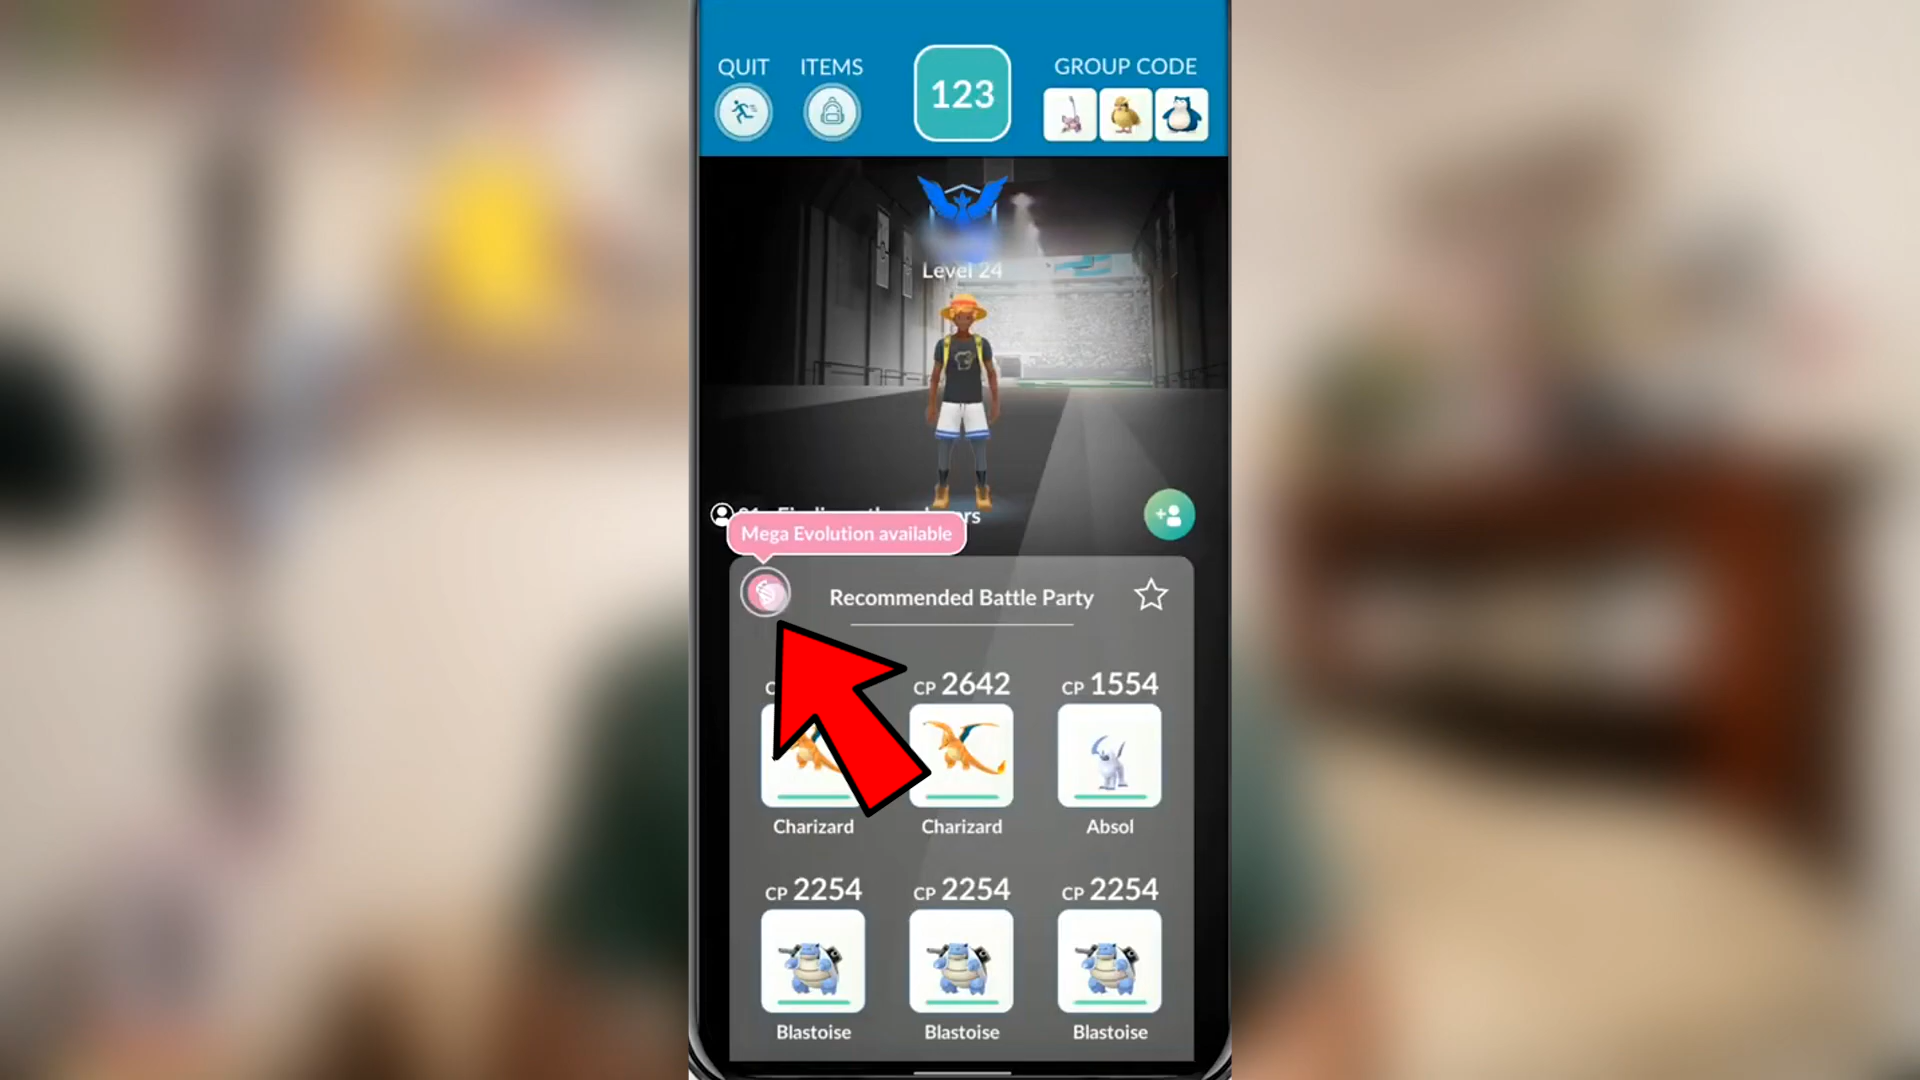 QUIT
ITEMS
123
GROUP CODE
Level 24
Mega Evolution available
Recommended Battle Party
CP 2642
CP 1554
Charizard
Charizard
Absol
CP 2254
CP 2254
CP 2254
Blastoise
Blastoise
Blastoise